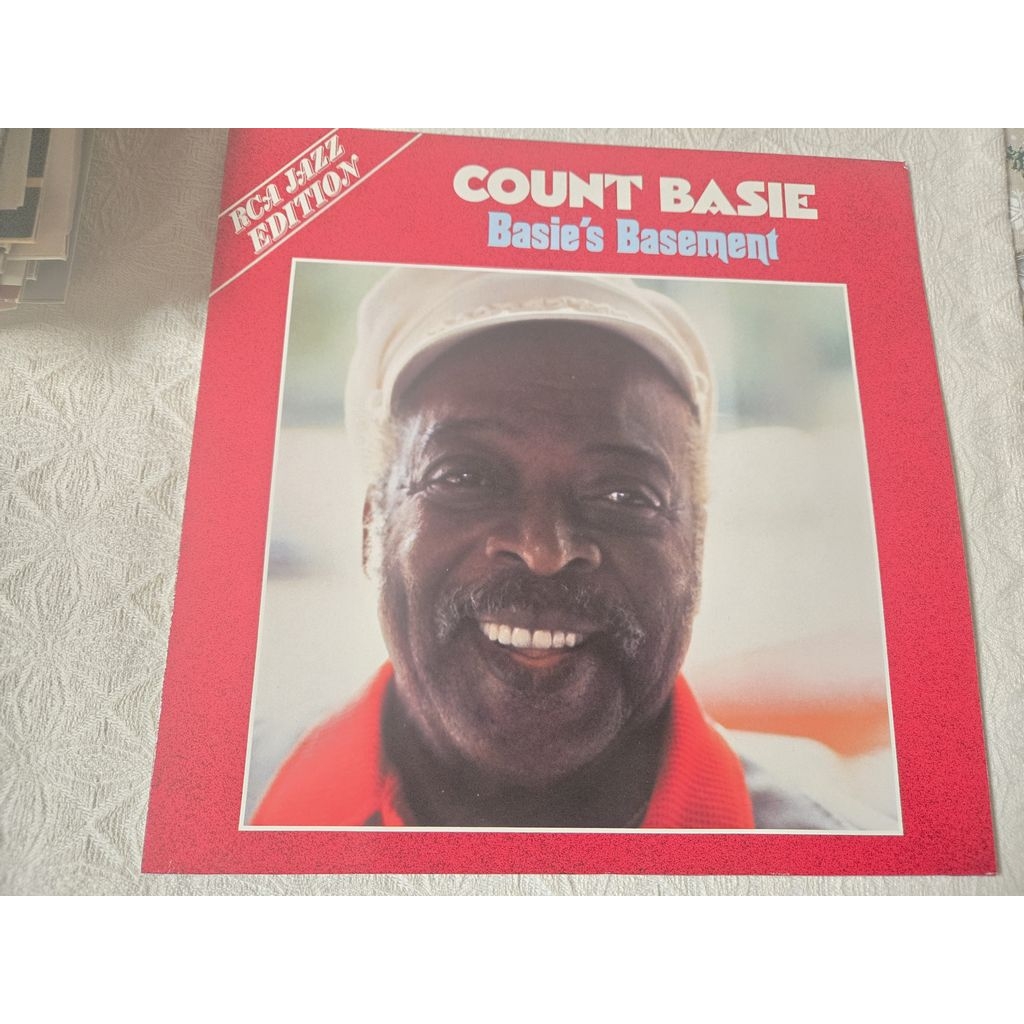 RCA JAZZ
EDITION
COUNT BASIE
Basie's Basement